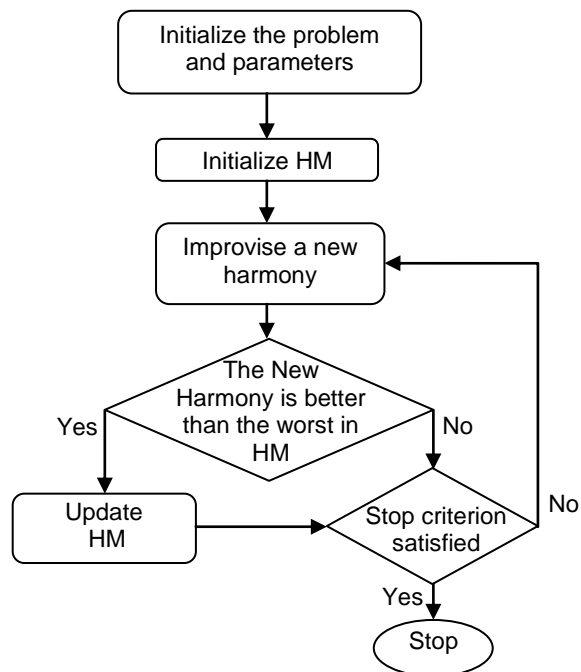 Initialize the problem
and parameters
Initialize HM
Improvise a new
harmony
The New
Harmony is better
than the worst in
HM
Yes
No
Update
HM
Stop criterion
satisfied
No
Yes
Stop